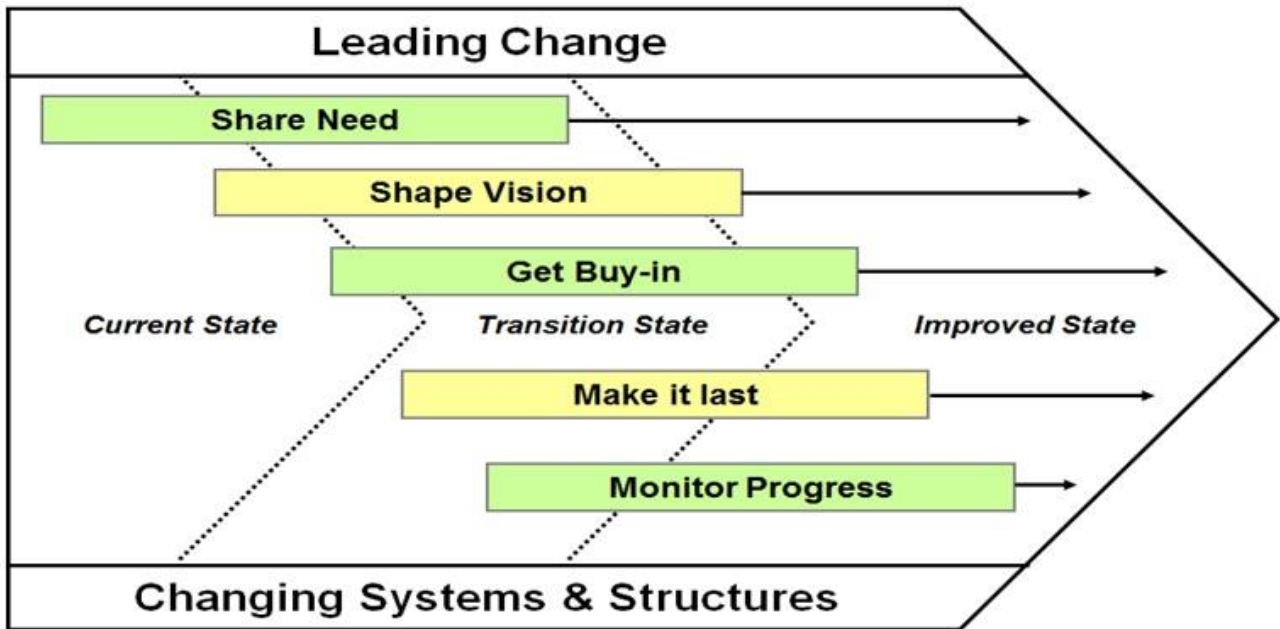 Leading Change
Share Need
Shape Vision
Get Buy-in
Current State
Transition State
Improved State
Make it last
Monitor Progress
Changing Systems & Structures